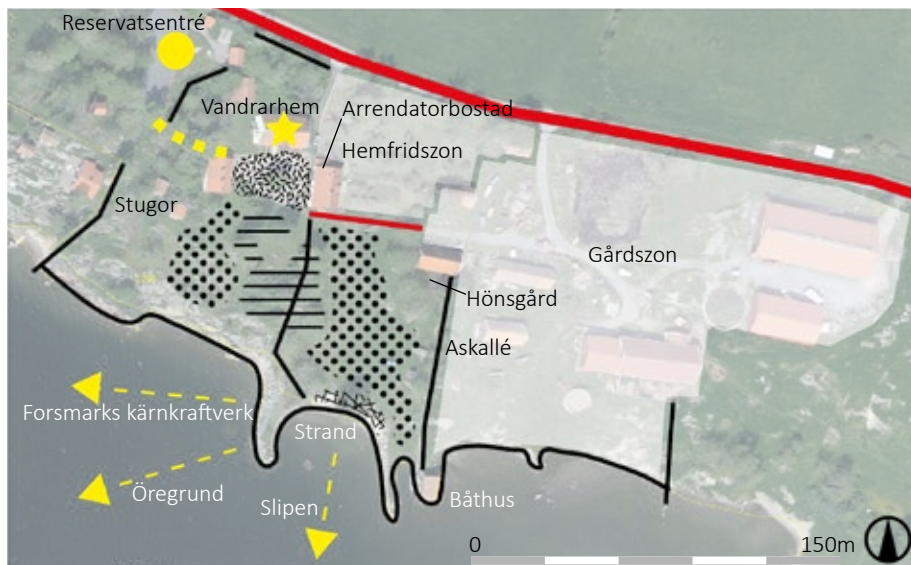 Reservatsentré
Vandrarhem
Arrendatorbostad
Hemfridszon
Stugor
Gårdszon
Hönsgård
Askallé
Forsmarks kärnkraftverk
Strand
Öregrund
Slipen
Båthus
0
150m